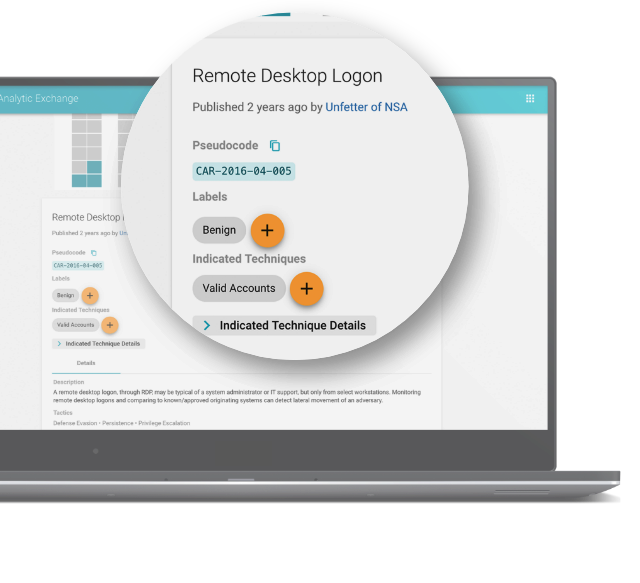 Analytic Exchange
Remote Desktop Logon
Published 2 years ago by Unfetter of NSA
Pseudocode
CAR-2016-04-005
Labels
Benign +
Indicated Techniques
Valid Accounts +
> Indicated Technique Details
Remote Desktop
Published 2 years ago by
Pseudocode
CAR-2016-04-005
Labels
Benign +
Indicated Techniques
Valid Accounts +
> Indicated Technique Details
Details
Description
A remote desktop logon, through RDP, may be typical of a system administrator or IT support, but only from select workstations. Monitoring
remote desktop logons and comparing to known/approved originating systems can detect lateral movement of an adversary.
Tactics
Defense Evasion • Persistence • Privilege Escalation